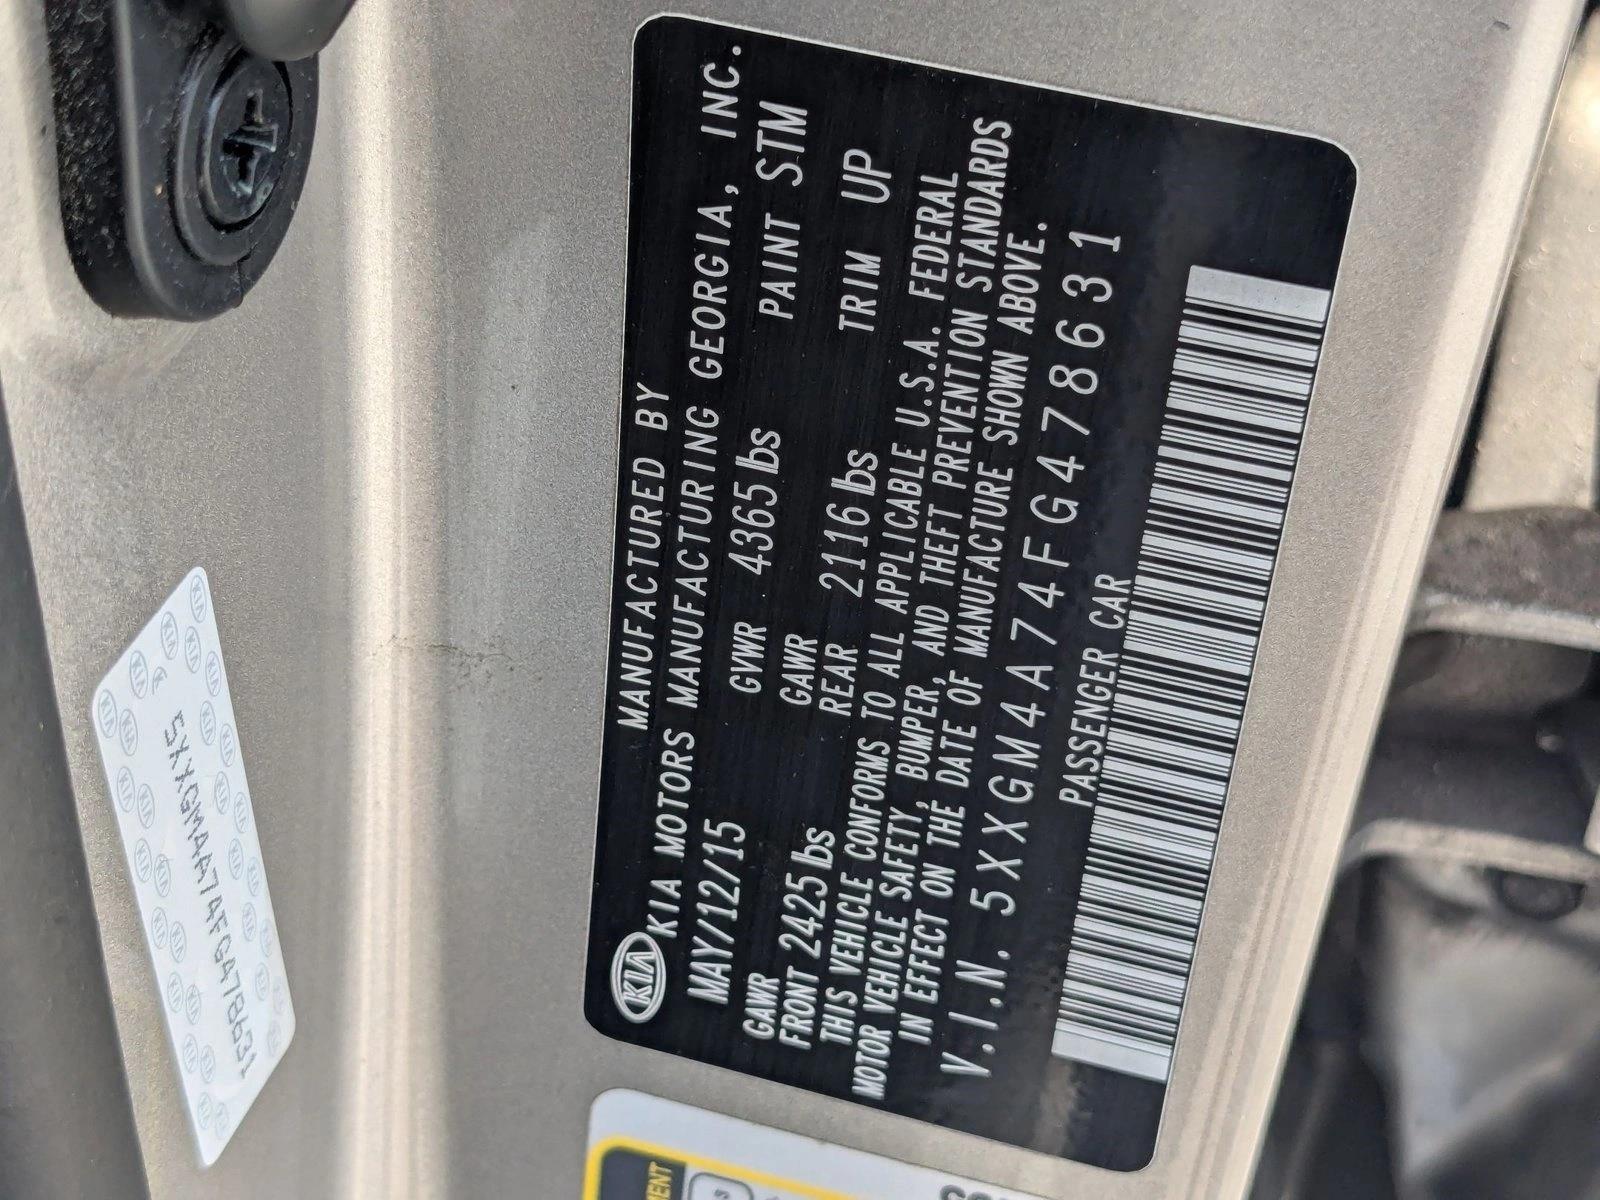 KIA
MANUFACTURED BY
KIA MOTORS MANUFACTURING GEORGIA, INC.
MAY/12/15 GVWR 4365 lbs PAINT STM
GAWR FRONT 2425 lbs GAWR REAR 2116 lbs TRIM UP
THIS VEHICLE CONFORMS TO ALL APPLICABLE U.S.A. FEDERAL
MOTOR VEHICLE SAFETY, BUMPER, AND THEFT PREVENTION STANDARDS
IN EFFECT ON THE DATE OF MANUFACTURE SHOWN ABOVE.
V.I.N. 5XXGM4A74FG478631
PASSENGER CAR
5XXGM4A74FG478631